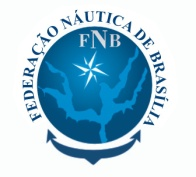 FEDERAÇÃO NÁUTICA DE BRASÍLIA
FNB